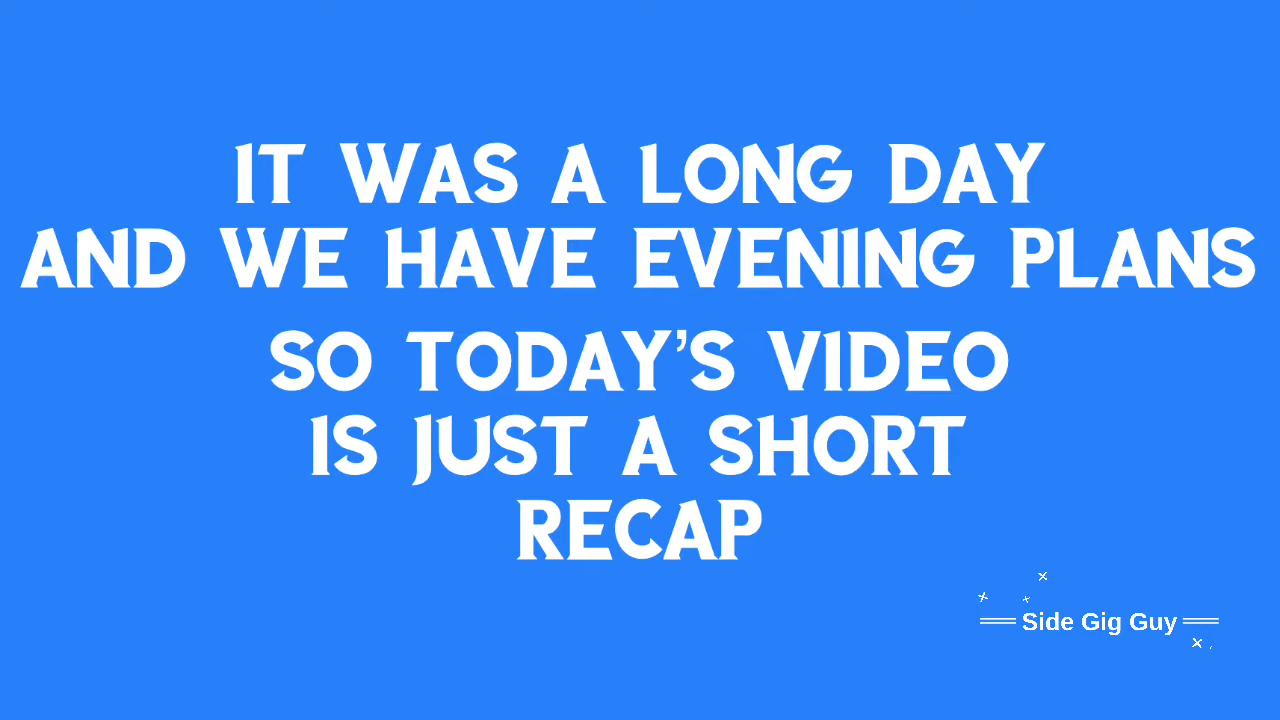 IT WAS A LONG DAY
AND WE HAVE EVENING PLANS
SO TODAY'S VIDEO
IS JUST A SHORT
RECAP
Side Gig Guy